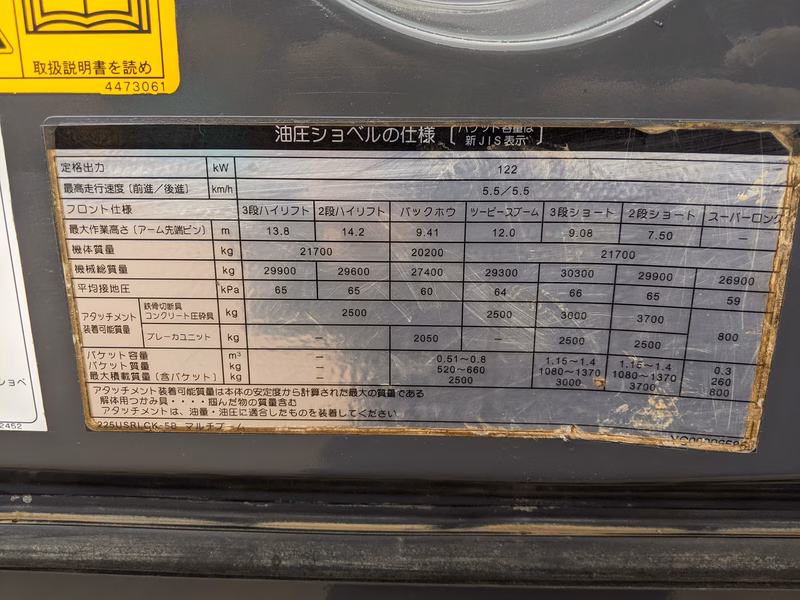 取扱説明書を読め
4473061
油圧ショベルの仕様 〔バケット容量は 新JIS表示〕
定格出力 kW 122
最高走行速度(前進/後進) km/h 5.5/5.5
フロント仕様 3段ハイリフト 2段ハイリフト バックホウ ツーピースブーム 3段ショート 2段ショート スーパーロング
最大作業高さ(アーム先端ピン) m 13.8 14.2 9.41 12.0 9.08 7.50 —
機体質量 kg 21700 20200 21700
機械総質量 kg 29900 29600 27400 29300 30300 29900 26900
平均接地圧 kPa 65 65 60 64 66 65 59
アタッチメント装着可能質量 鉄骨切断具 コンクリート圧砕具 kg 2500 2500 3000 3700 800
ブレーカユニット kg — 2050 — 2500 2500
バケット容量 m³ — 0.51~0.8 1.15~1.4 1.15~1.4 0.3
バケット質量 kg 520~660 1080~1370 1080~1370 260
最大積載質量(含バケット) kg 2500 3000 3700 800
アタッチメント装着可能質量は本体の安定度から計算された最大の質量である
解体用つかみ具・・・・掴んだ物の質量含む
アタッチメントは、油量・油圧に適合したものを装着してください
225USRLCK-5B マルチブーム
ショベ
2452